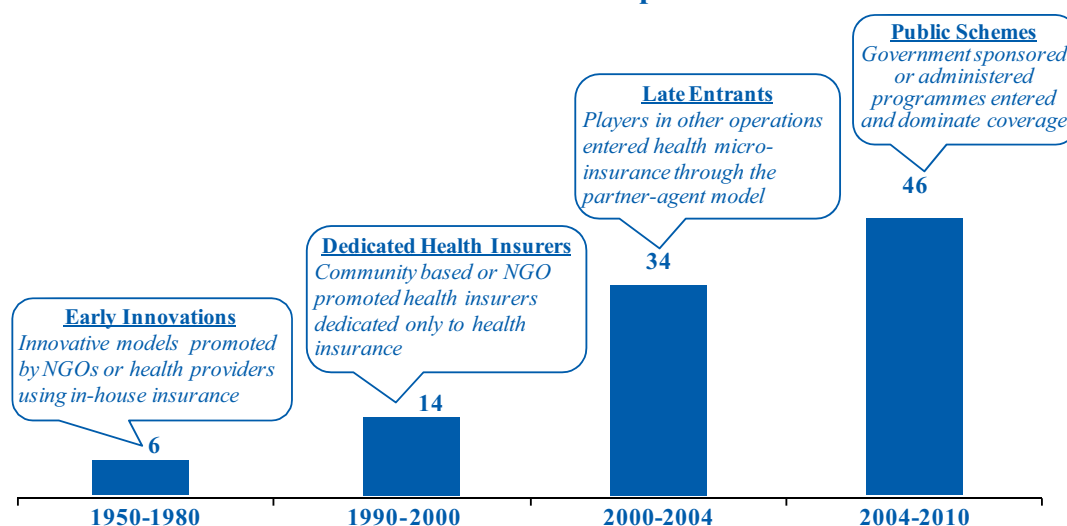 Early Innovations
Innovative models promoted
by NGOs or health providers
using in-house insurance
6
1950-1980
Dedicated Health Insurers
Community based or NGO
promoted health insurers
dedicated only to health
insurance
14
1990-2000
Late Entrants
Players in other operations
entered health micro-
insurance through the
partner-agent model
34
2000-2004
Public Schemes
Government sponsored
or administered
programmes entered
and dominate coverage
46
2004-2010